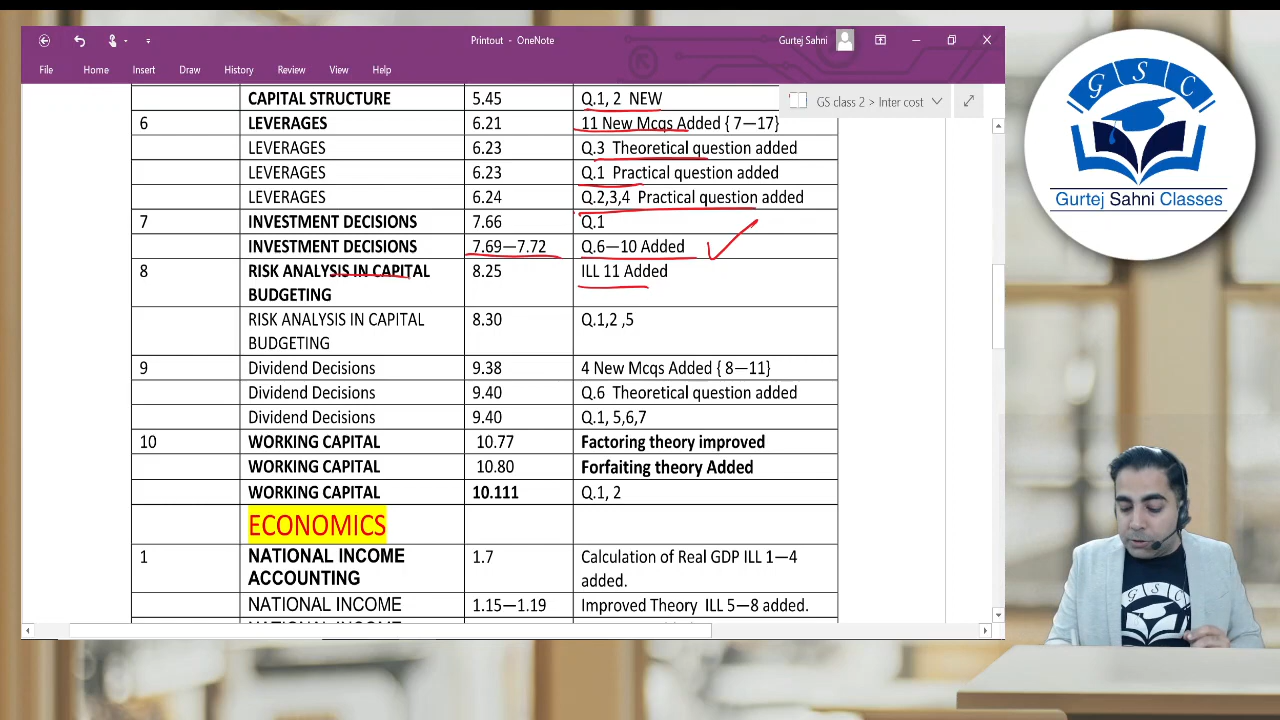 Printout - OneNote
Gurtej Sahni
File Home Insert Draw History Review View Help
GS class 2 > Inter cost
CAPITAL STRUCTURE 5.45 Q.1, 2 NEW
6 LEVERAGES 6.21 11 New Mcqs Added { 7—17}
LEVERAGES 6.23 Q.3 Theoretical question added
LEVERAGES 6.23 Q.1 Practical question added
LEVERAGES 6.24 Q.2,3,4 Practical question added
7 INVESTMENT DECISIONS 7.66 Q.1
INVESTMENT DECISIONS 7.69—7.72 Q.6—10 Added
8 RISK ANALYSIS IN CAPITAL 8.25 ILL 11 Added
BUDGETING
RISK ANALYSIS IN CAPITAL 8.30 Q.1,2 ,5
BUDGETING
9 Dividend Decisions 9.38 4 New Mcqs Added { 8—11}
Dividend Decisions 9.40 Q.6 Theoretical question added
Dividend Decisions 9.40 Q.1, 5,6,7
10 WORKING CAPITAL 10.77 Factoring theory improved
WORKING CAPITAL 10.80 Forfaiting theory Added
WORKING CAPITAL 10.111 Q.1, 2
ECONOMICS
1 NATIONAL INCOME 1.7 Calculation of Real GDP ILL 1—4
ACCOUNTING added.
NATIONAL INCOME 1.15—1.19 Improved Theory ILL 5—8 added.
G S C
Gurtej Sahni Classes
G S C